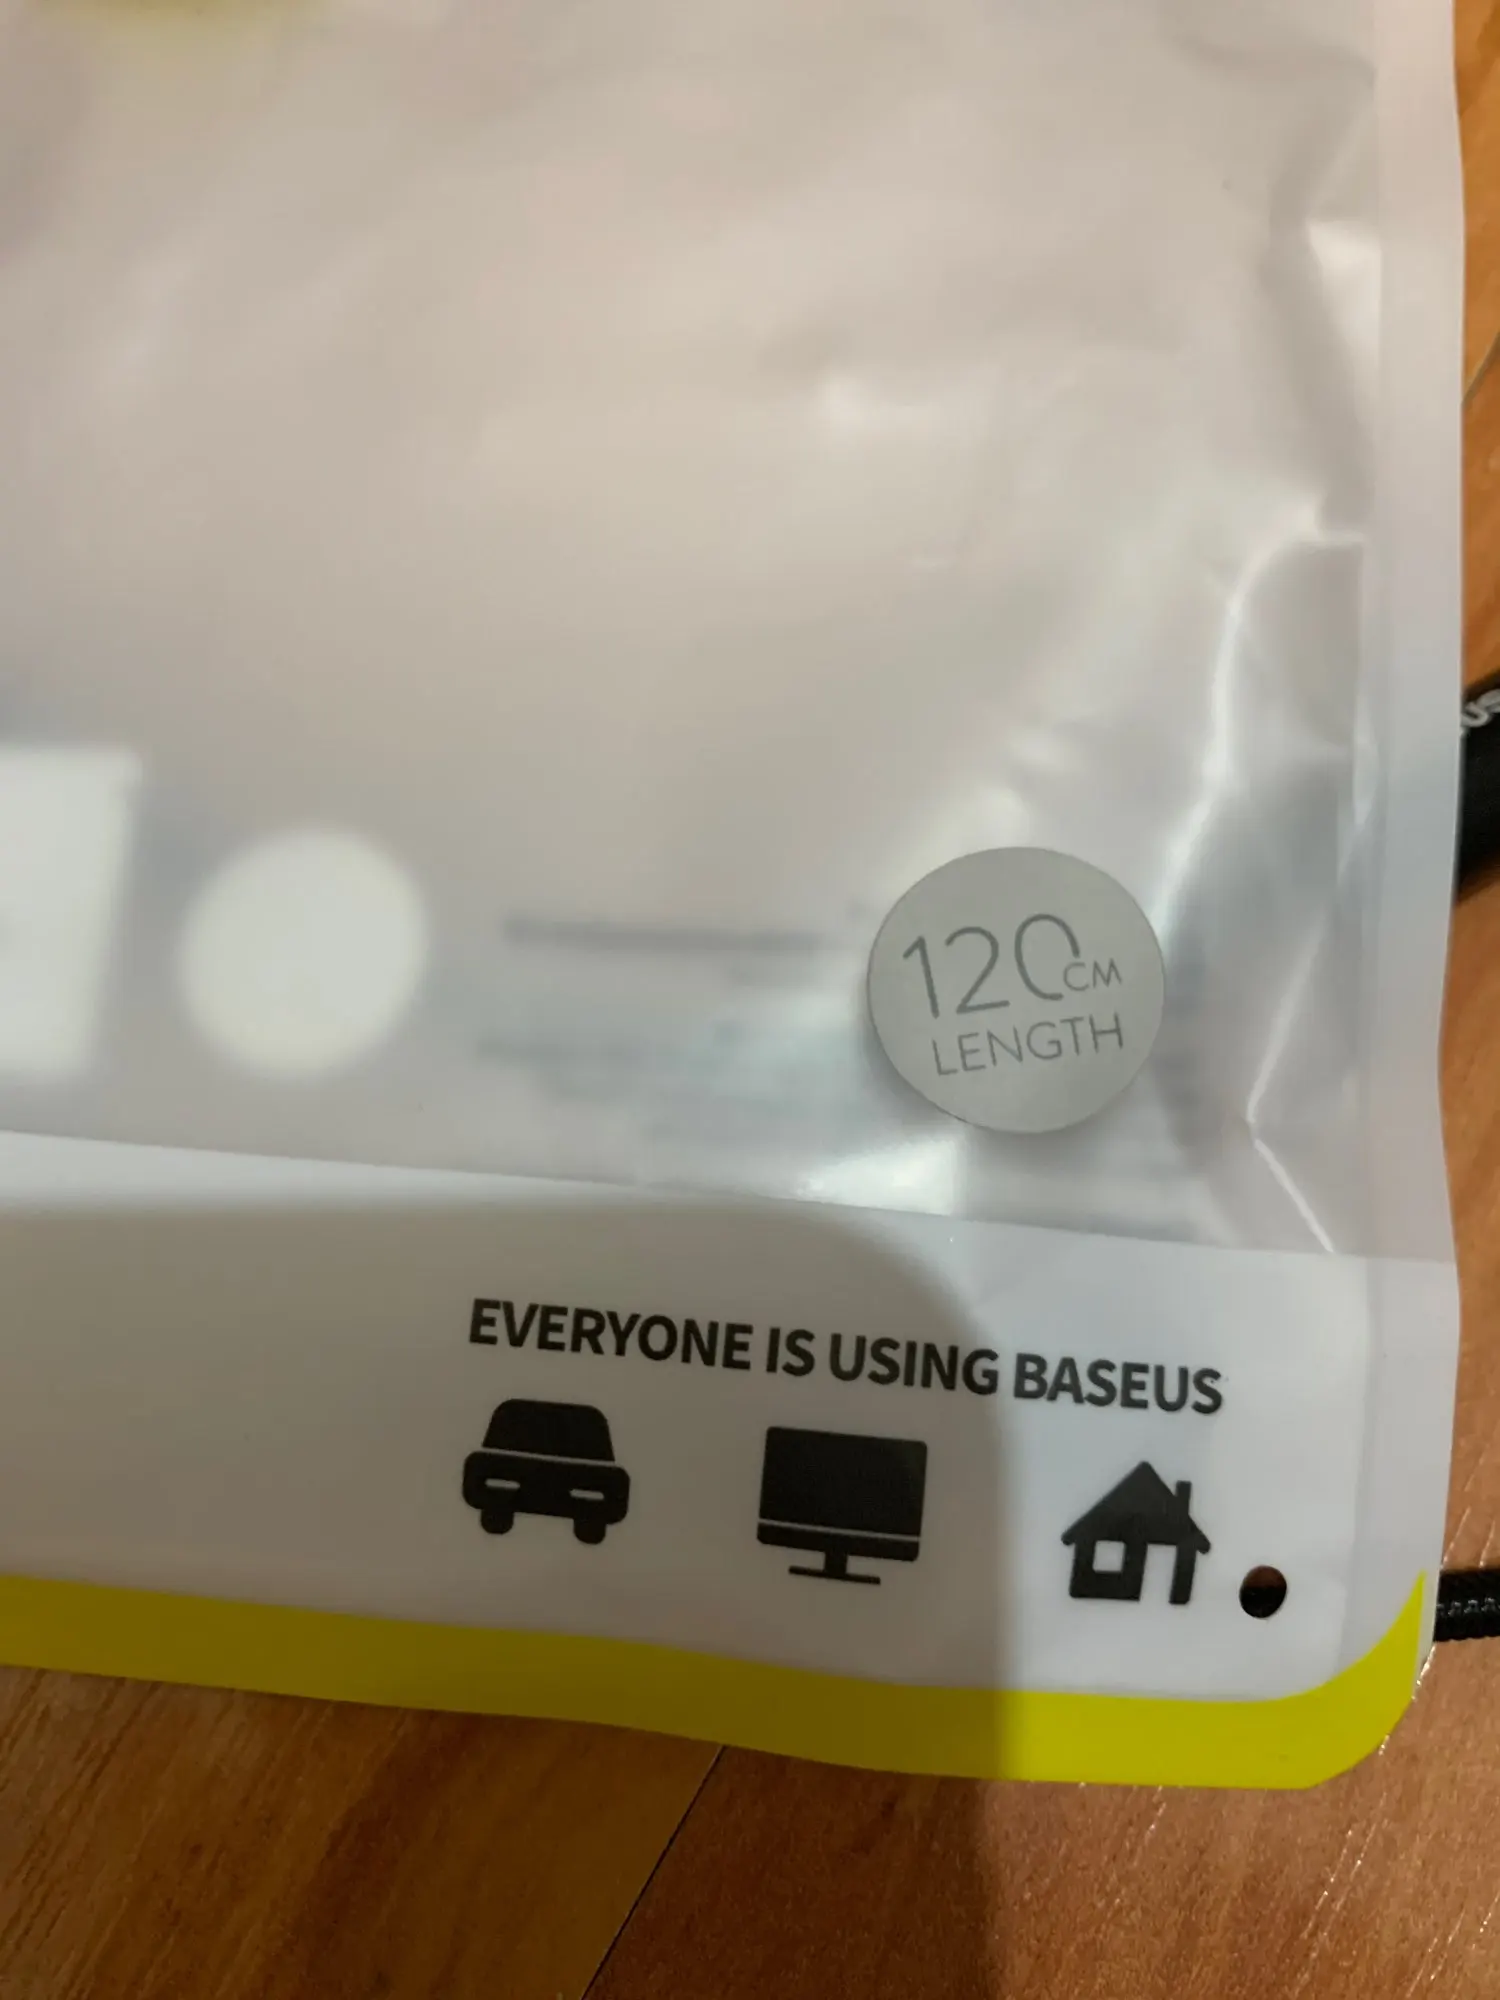 120CM
LENGTH
EVERYONE IS USING BASEUS